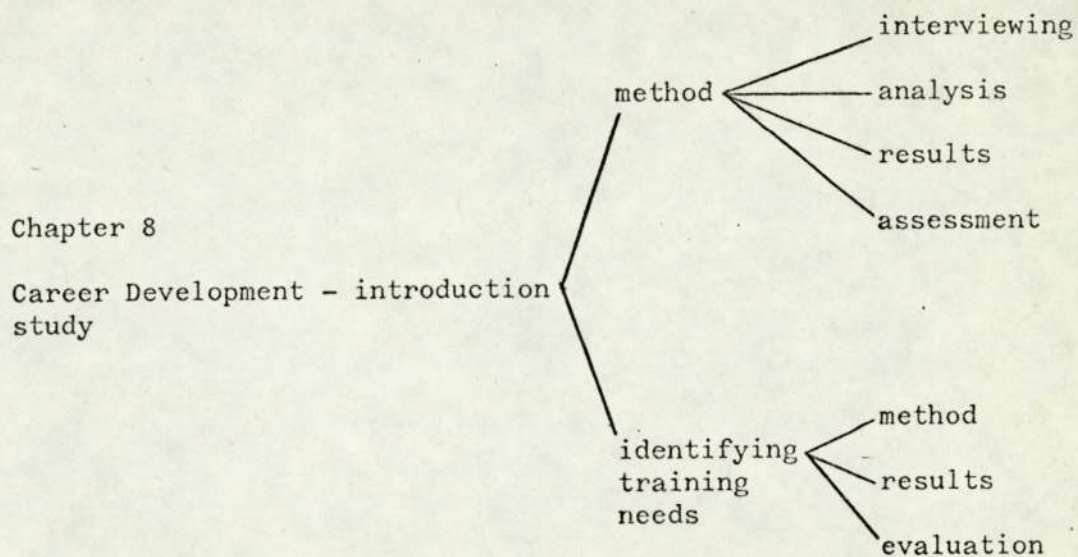 Chapter 8
Career Development - introduction
study
method
interviewing
analysis
results
assessment
identifying
training
needs
method
results
evaluation